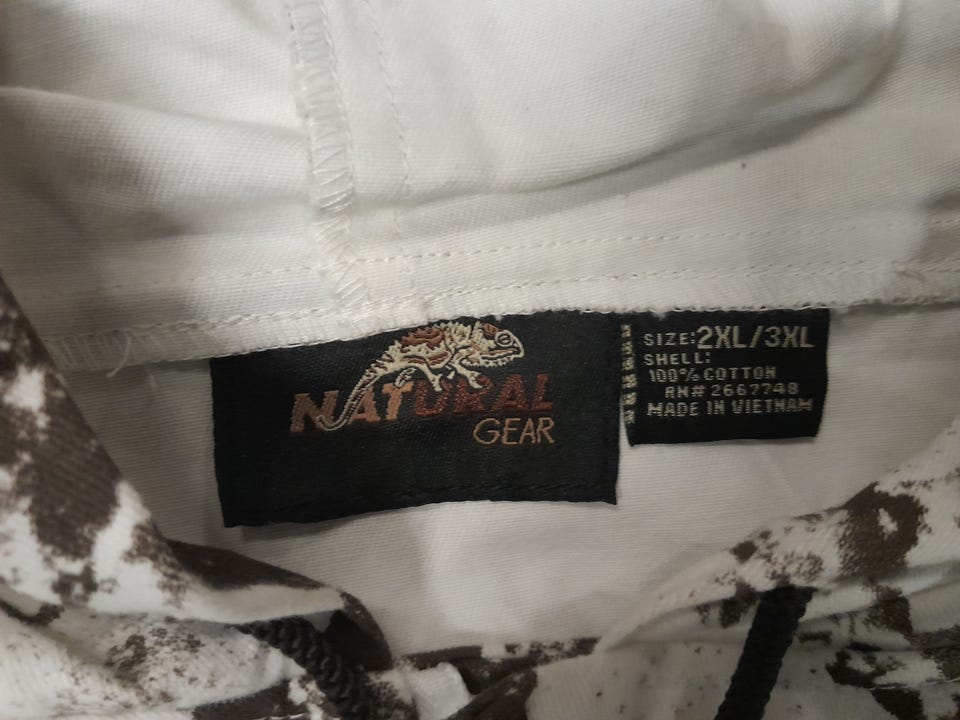 NATURAL
GEAR
SIZE:2XL/3XL
SHELL:
100% COTTON
RN# 2667748
MADE IN VIETNAM